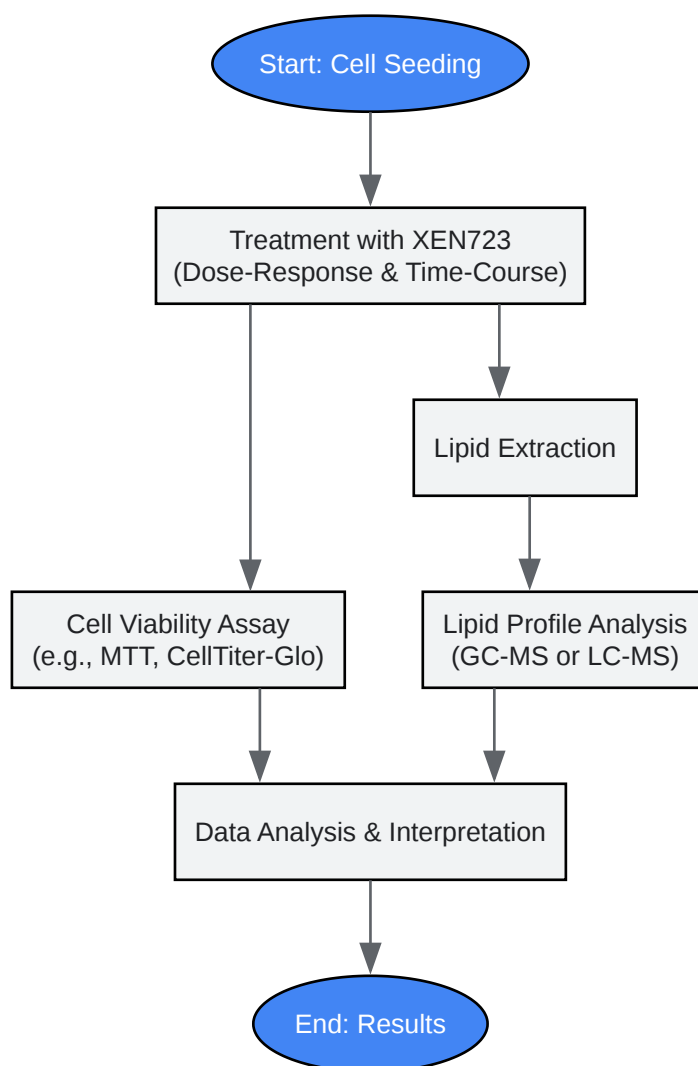 Start: Cell Seeding
Treatment with XEN723
(Dose-Response & Time-Course)
Lipid Extraction
Cell Viability Assay
(e.g., MTT, CellTiter-Glo)
Lipid Profile Analysis
(GC-MS or LC-MS)
Data Analysis & Interpretation
End: Results